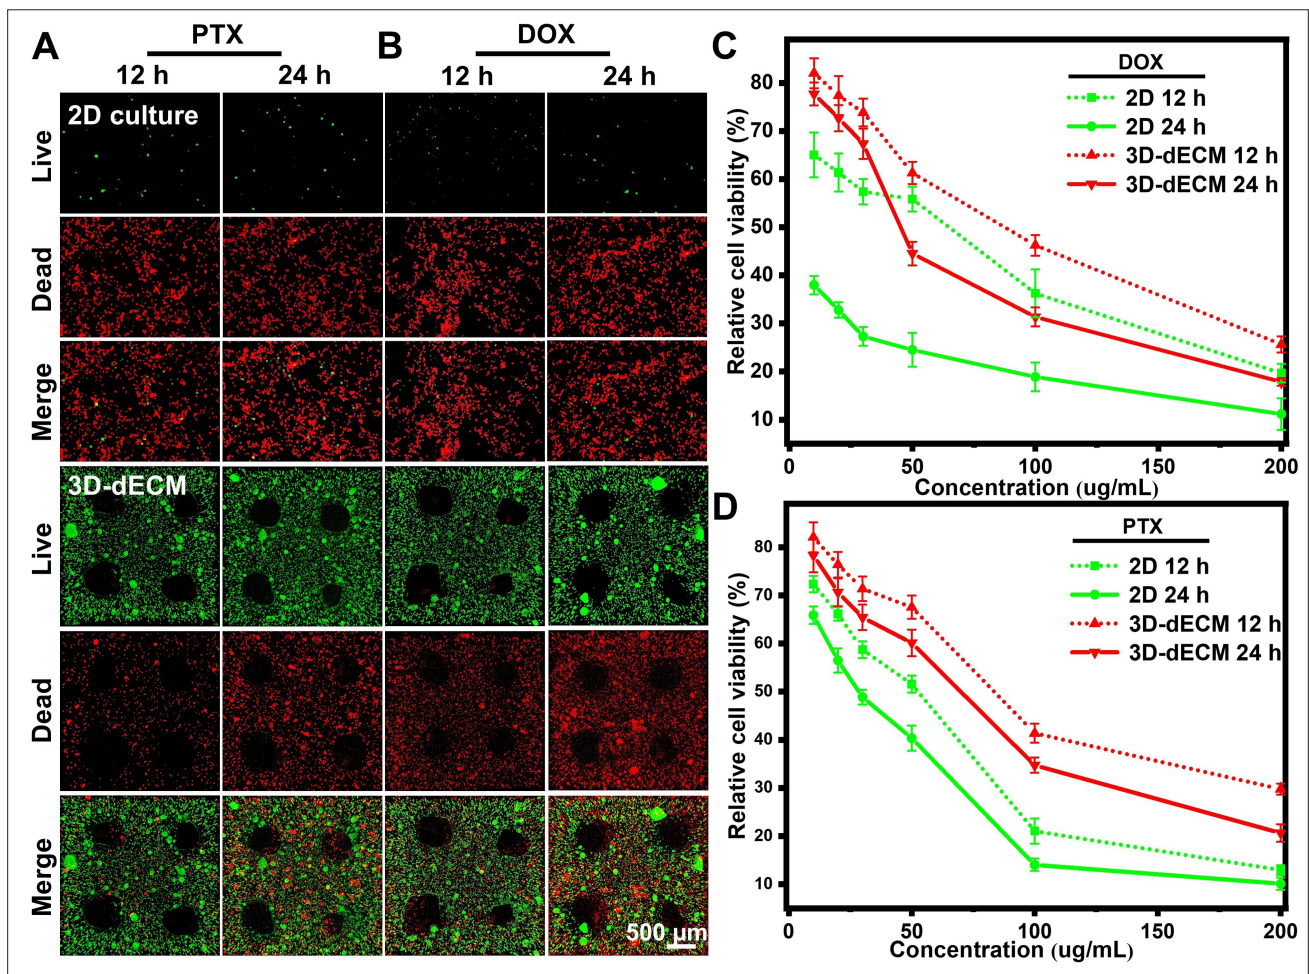 A
PTX
12 h
24 h
B
DOX
12 h
24 h
Live
2D culture
Dead
Merge
Live
3D-dECM
Dead
Merge
500 µm
C
DOX
2D 12 h
2D 24 h
3D-dECM 12 h
3D-dECM 24 h
Relative cell viability (%)
80
70
60
50
40
30
20
10
0
50
100
150
200
Concentration (ug/mL)
D
PTX
2D 12 h
2D 24 h
3D-dECM 12 h
3D-dECM 24 h
Relative cell viability (%)
80
70
60
50
40
30
20
10
0
50
100
150
200
Concentration (ug/mL)